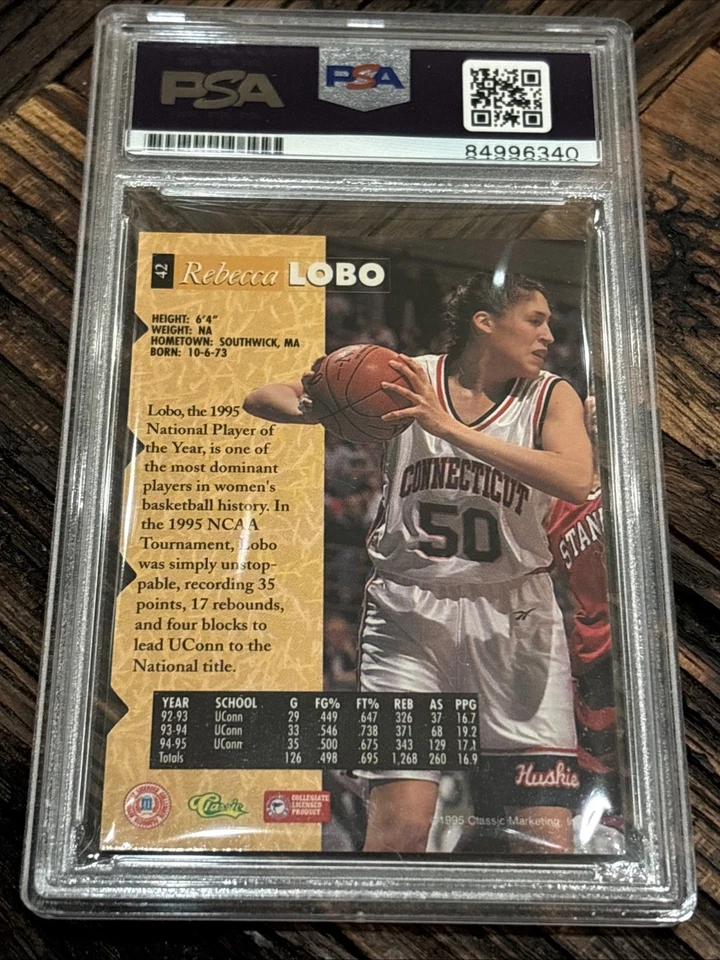 PSA
PSA
84996340
42
Rebecca LOBO
HEIGHT: 6'4"
WEIGHT: NA
HOMETOWN: SOUTHWICK, MA
BORN: 10-6-73
Lobo, the 1995
National Player of
the Year, is one of
the most dominant
players in women's
basketball history. In
the 1995 NCAA
Tournament, Lobo
was simply unstop-
pable, recording 35
points, 17 rebounds,
and four blocks to
lead UConn to the
National title.
CONNECTICUT
50
STAN
YEAR SCHOOL G FG% FT% REB AS PPG
92-93 UConn 29 .449 .647 326 37 16.7
93-94 UConn 33 .546 .738 371 68 19.2
94-95 UConn 35 .500 .675 343 129 17.1
Totals 126 .498 .695 1,268 260 16.9
Huskie
Classic
COLLEGIATE
LICENSED
PRODUCT
©1995 Classic Marketing, In